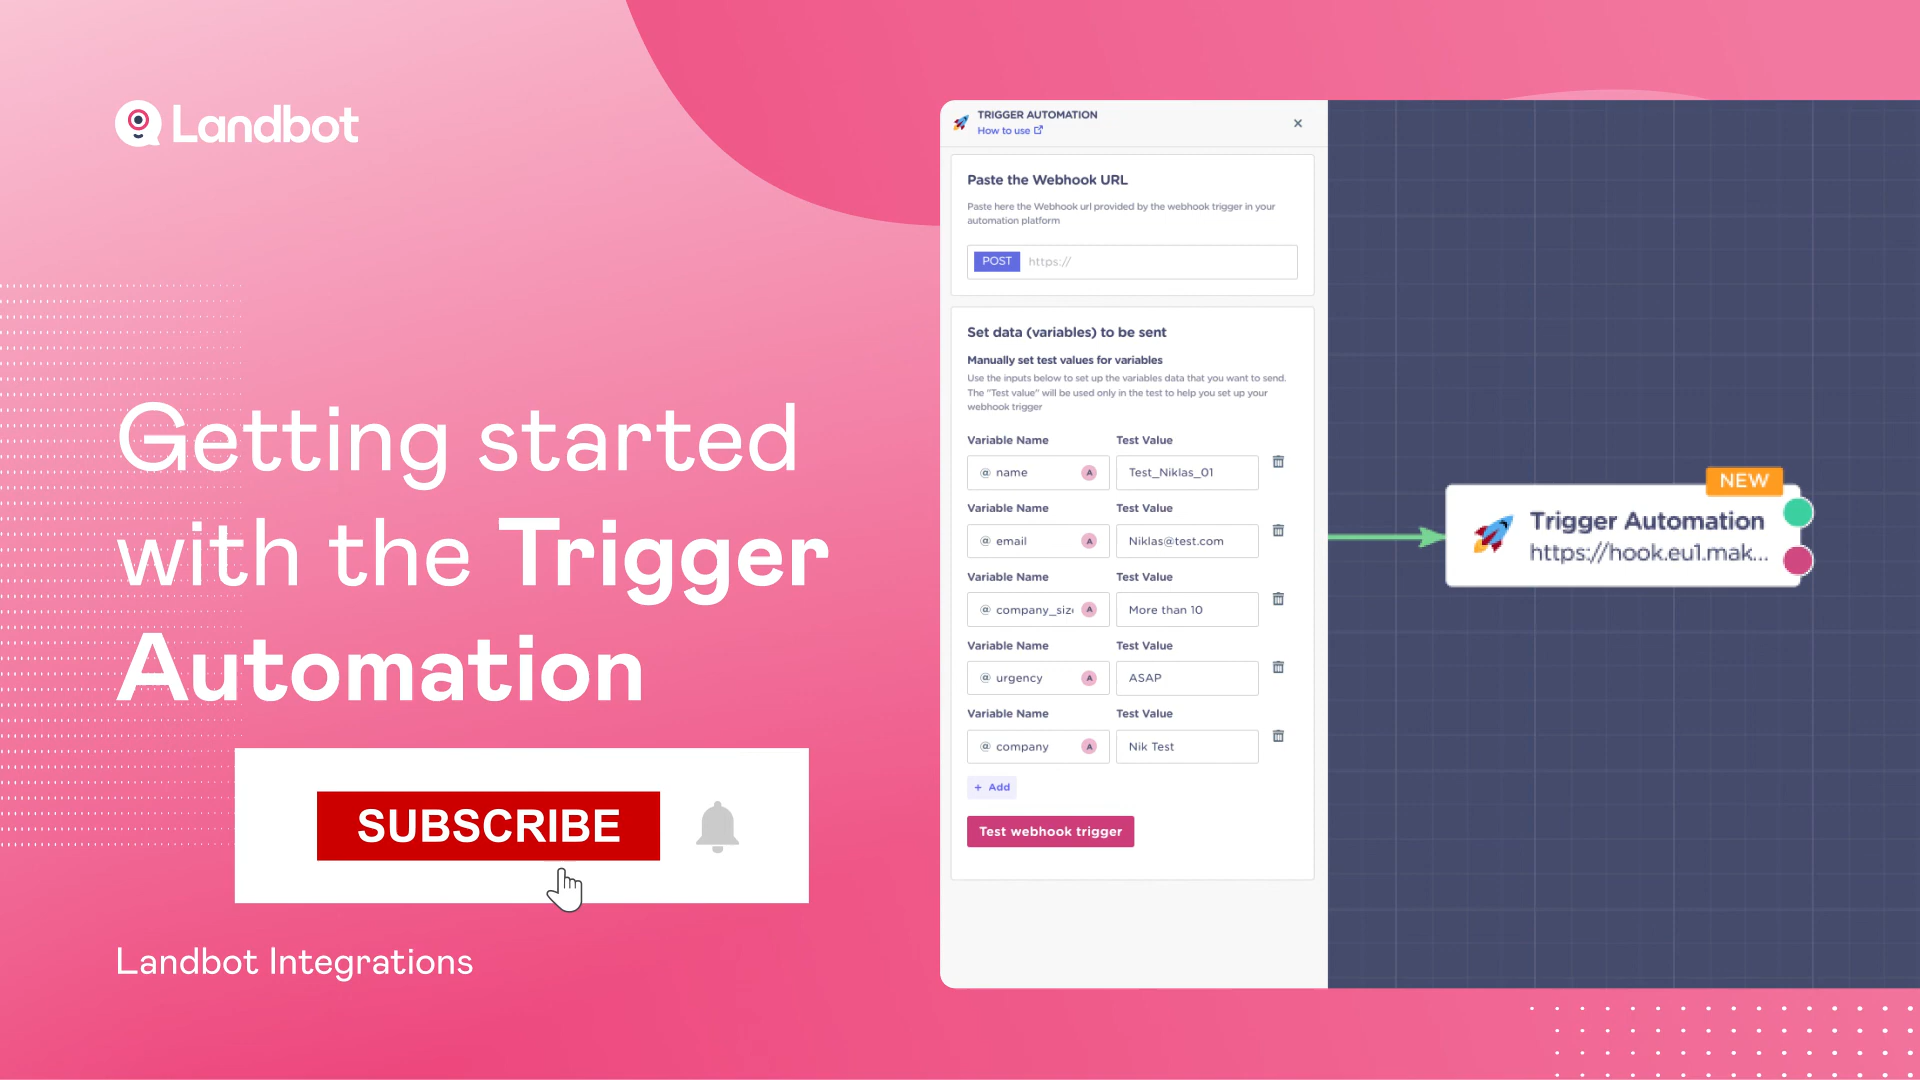 Landbot
Getting started
with the Trigger
Automation
SUBSCRIBE
Landbot Integrations
TRIGGER AUTOMATION
How to use
Paste the Webhook URL
Paste here the Webhook url provided by the webhook trigger in your
automation platform
POST https://
Set data (variables) to be sent
Manually set test values for variables
Use the inputs below to set up the variables data that you want to send.
The "Test value" will be used only in the test to help you set up your
webhook trigger
Variable Name Test Value
@ name A Test_Niklas_01
Variable Name Test Value
@ email A Niklas@test.com
Variable Name Test Value
@ company_siz A More than 10
Variable Name Test Value
@ urgency A ASAP
Variable Name Test Value
@ company A Nik Test
+ Add
Test webhook trigger
NEW
Trigger Automation
https://hook.eu1.mak...